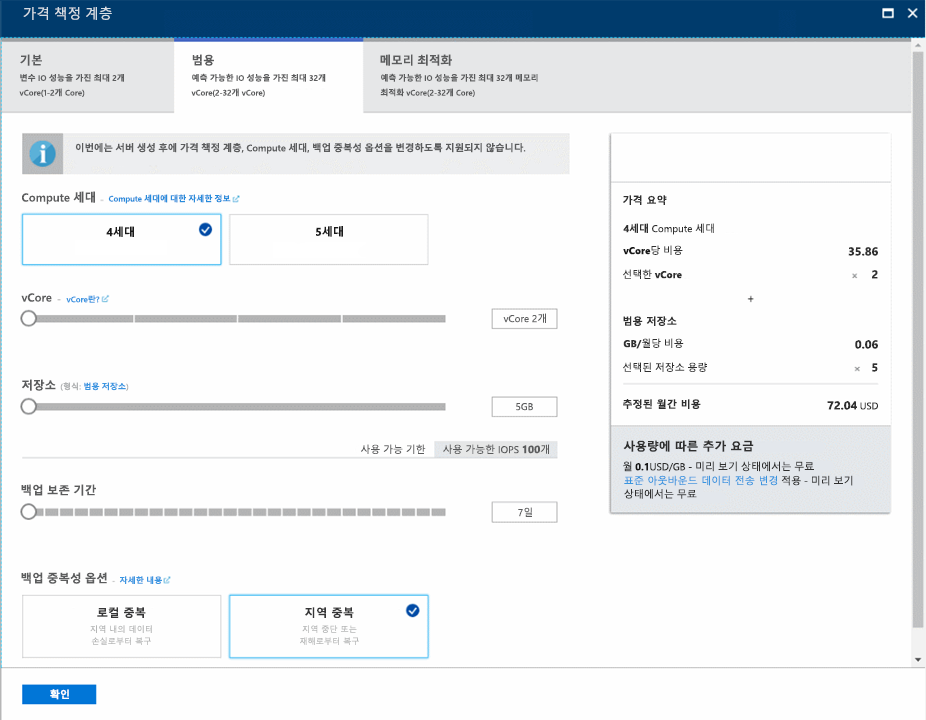 가격 책정 계층
기본
변수 IO 성능을 가진 최대 2개
vCore(1-2개 Core)
범용
예측 가능한 IO 성능을 가진 최대 32개
vCore(2-32개 vCore)
메모리 최적화
예측 가능한 IO 성능을 가진 최대 32개 메모리
최적화 vCore(2-32개 Core)
이번에는 서버 생성 후에 가격 책정 계층, Compute 세대, 백업 중복성 옵션을 변경하도록 지원되지 않습니다.
Compute 세대 - Compute 세대에 대한 자세한 정보
4세대
5세대
vCore - vCore란?
vCore 2개
저장소 (형식: 범용 저장소)
5GB
사용 가능 기한 사용 가능한 IOPS 100개
백업 보존 기간
7일
백업 중복성 옵션 - 자세한 내용
로컬 중복
지역 내의 데이터
손실로부터 복구
지역 중복
지역 중단 또는
재해로부터 복구
확인
가격 요약
4세대 Compute 세대
vCore당 비용 35.86
선택한 vCore × 2
+
범용 저장소
GB/월당 비용 0.06
선택된 저장소 용량 × 5
추정된 월간 비용 72.04 USD
사용량에 따른 추가 요금
월 0.1USD/GB - 미리 보기 상태에서는 무료
표준 아웃바운드 데이터 전송 변경 적용 - 미리 보기
상태에서는 무료